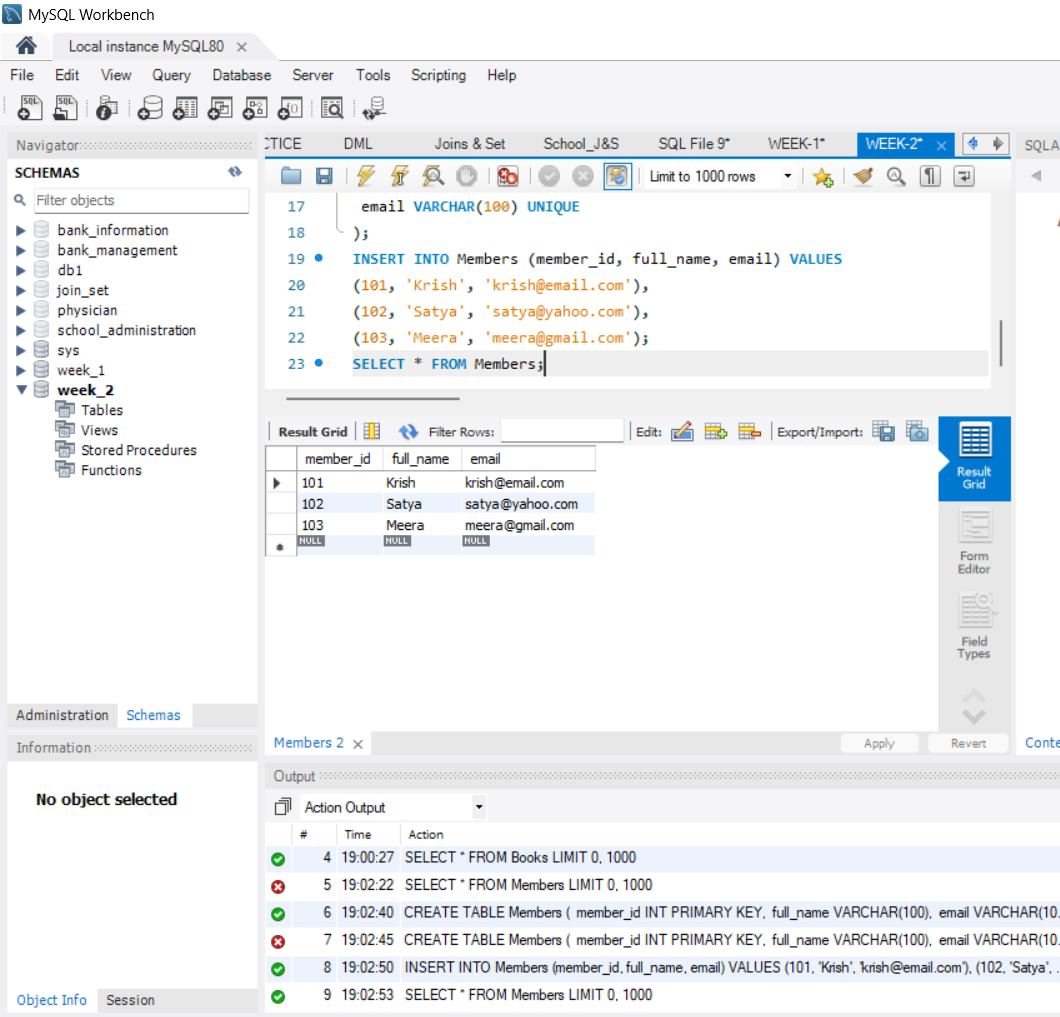 MySQL Workbench
Local instance MySQL80
File Edit View Query Database Server Tools Scripting Help
Navigator
SCHEMAS
Filter objects
bank_information
bank_management
db1
join_set
physician
school_administration
sys
week_1
week_2
Tables
Views
Stored Procedures
Functions
Administration Schemas
Information
No object selected
Object Info Session
CTICE DML Joins & Set School_J&S SQL File 9* WEEK-1* WEEK-2*
Limit to 1000 rows
17 email VARCHAR(100) UNIQUE
18 );
19 INSERT INTO Members (member_id, full_name, email) VALUES
20 (101, 'Krish', 'krish@email.com'),
21 (102, 'Satya', 'satya@yahoo.com'),
22 (103, 'Meera', 'meera@gmail.com');
23 SELECT * FROM Members;
Result Grid Filter Rows: Edit: Export/Import:
member_id full_name email
101 Krish krish@email.com
102 Satya satya@yahoo.com
103 Meera meera@gmail.com
NULL NULL NULL
Result
Grid
Form
Editor
Field
Types
Members 2 Apply Revert
Output
Action Output
# Time Action
4 19:00:27 SELECT * FROM Books LIMIT 0, 1000
5 19:02:22 SELECT * FROM Members LIMIT 0, 1000
6 19:02:40 CREATE TABLE Members ( member_id INT PRIMARY KEY, full_name VARCHAR(100), email VARCHAR(10...
7 19:02:45 CREATE TABLE Members ( member_id INT PRIMARY KEY, full_name VARCHAR(100), email VARCHAR(10...
8 19:02:50 INSERT INTO Members (member_id, full_name, email) VALUES (101, 'Krish', 'krish@email.com'), (102, 'Satya', ...
9 19:02:53 SELECT * FROM Members LIMIT 0, 1000
SQLA
Conte